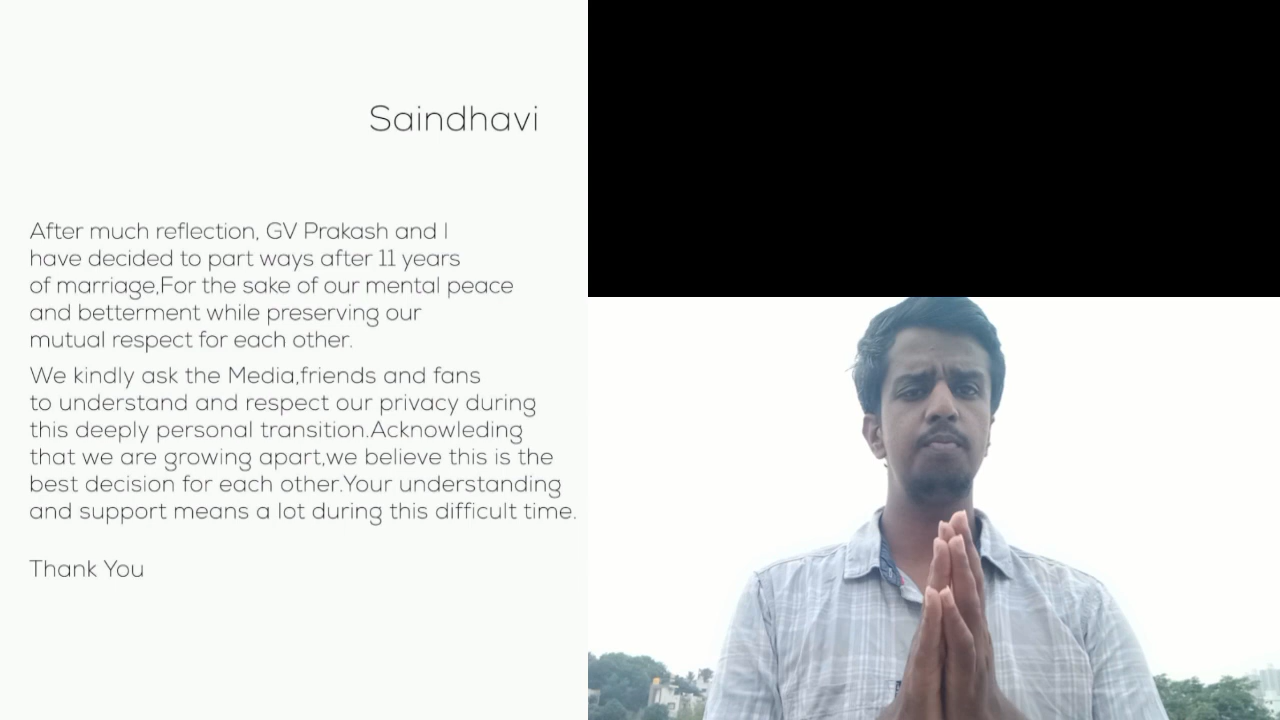 Saindhavi
After much reflection, GV Prakash and I
have decided to part ways after 11 years
of marriage,For the sake of our mental peace
and betterment while preserving our
mutual respect for each other.
We kindly ask the Media,friends and fans
to understand and respect our privacy during
this deeply personal transition.Acknowleding
that we are growing apart,we believe this is the
best decision for each other.Your understanding
and support means a lot during this difficult time.
Thank You